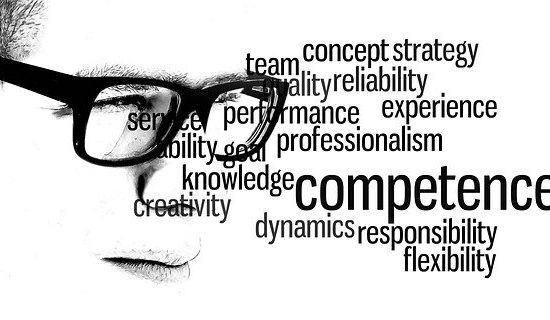 concept strategy
team
quality reliability
experience
service performance
ability goal professionalism
knowledge
competence
creativity
dynamics responsibility
flexibility